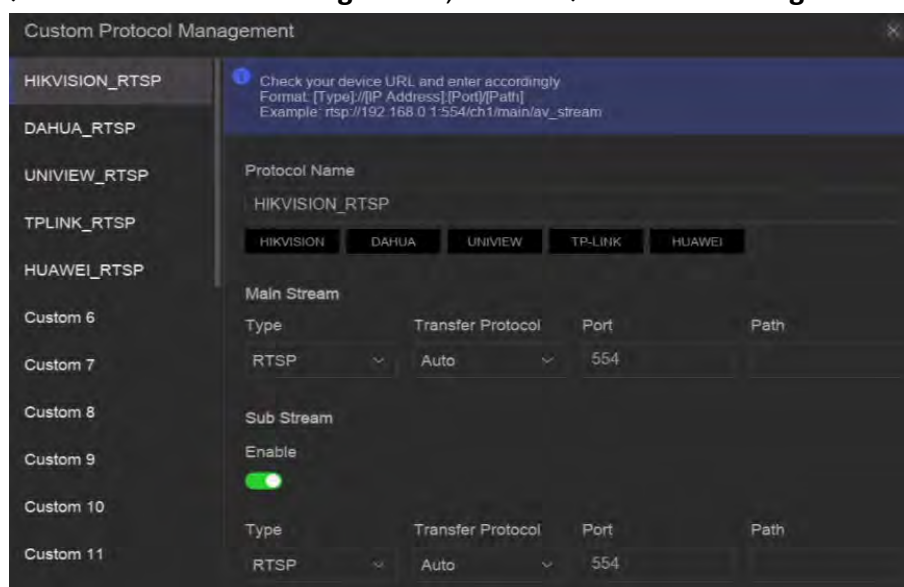 Custom Protocol Management
HIKVISION_RTSP
DAHUA_RTSP
UNIVIEW_RTSP
TPLINK_RTSP
HUAWEI_RTSP
Custom 6
Custom 7
Custom 8
Custom 9
Custom 10
Custom 11
Check your device URL and enter accordingly
Format: [Type]://[IP Address]:[Port]/[Path]
Example: rtsp://192.168.0.1:554/ch1/main/av_stream
Protocol Name
HIKVISION_RTSP
HIKVISION DAHUA UNIVIEW TP-LINK HUAWEI
Main Stream
Type Transfer Protocol Port Path
RTSP Auto 554
Sub Stream
Enable
Type Transfer Protocol Port Path
RTSP Auto 554